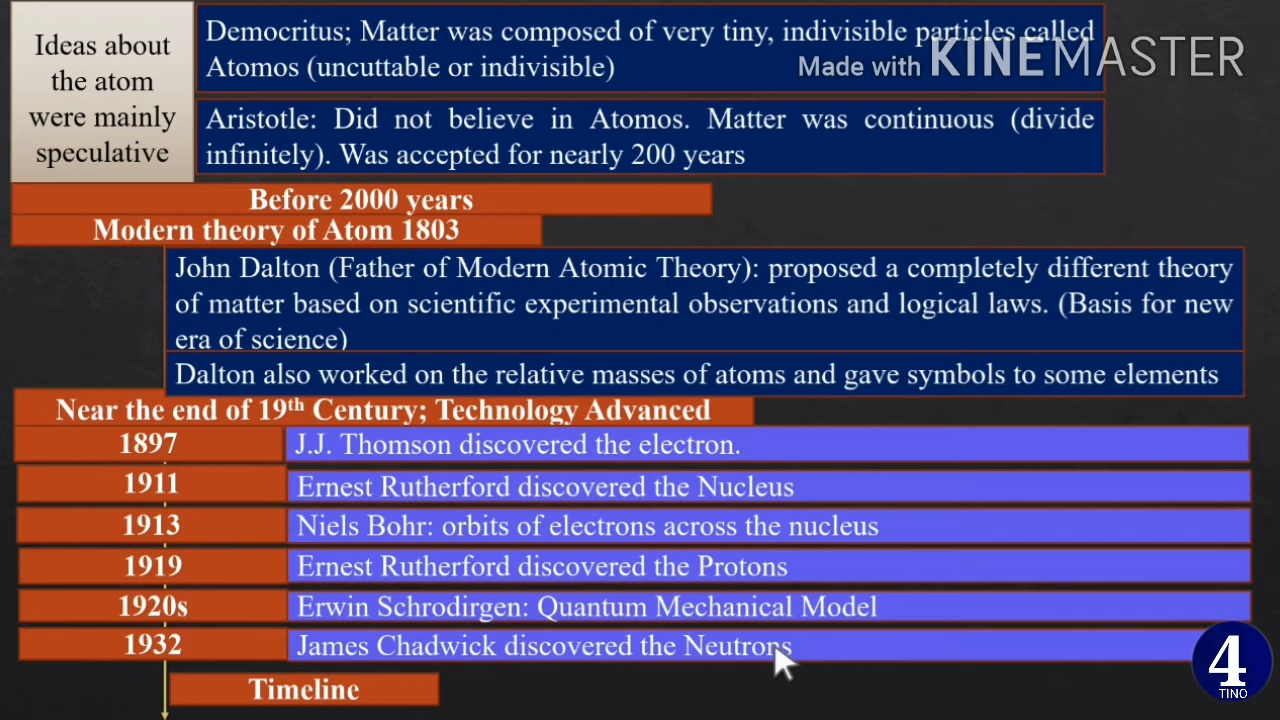 Ideas about
the atom
were mainly
speculative
Democritus; Matter was composed of very tiny, indivisible particles called
Atomos (uncuttable or indivisible)
Made with KINEMASTER
Aristotle: Did not believe in Atomos. Matter was continuous (divide
infinitely). Was accepted for nearly 200 years
Before 2000 years
Modern theory of Atom 1803
John Dalton (Father of Modern Atomic Theory): proposed a completely different theory
of matter based on scientific experimental observations and logical laws. (Basis for new
era of science)
Dalton also worked on the relative masses of atoms and gave symbols to some elements
Near the end of 19th Century; Technology Advanced
1897 J.J. Thomson discovered the electron.
1911 Ernest Rutherford discovered the Nucleus
1913 Niels Bohr: orbits of electrons across the nucleus
1919 Ernest Rutherford discovered the Protons
1920s Erwin Schrodirgen: Quantum Mechanical Model
1932 James Chadwick discovered the Neutrons
Timeline
4
TINO